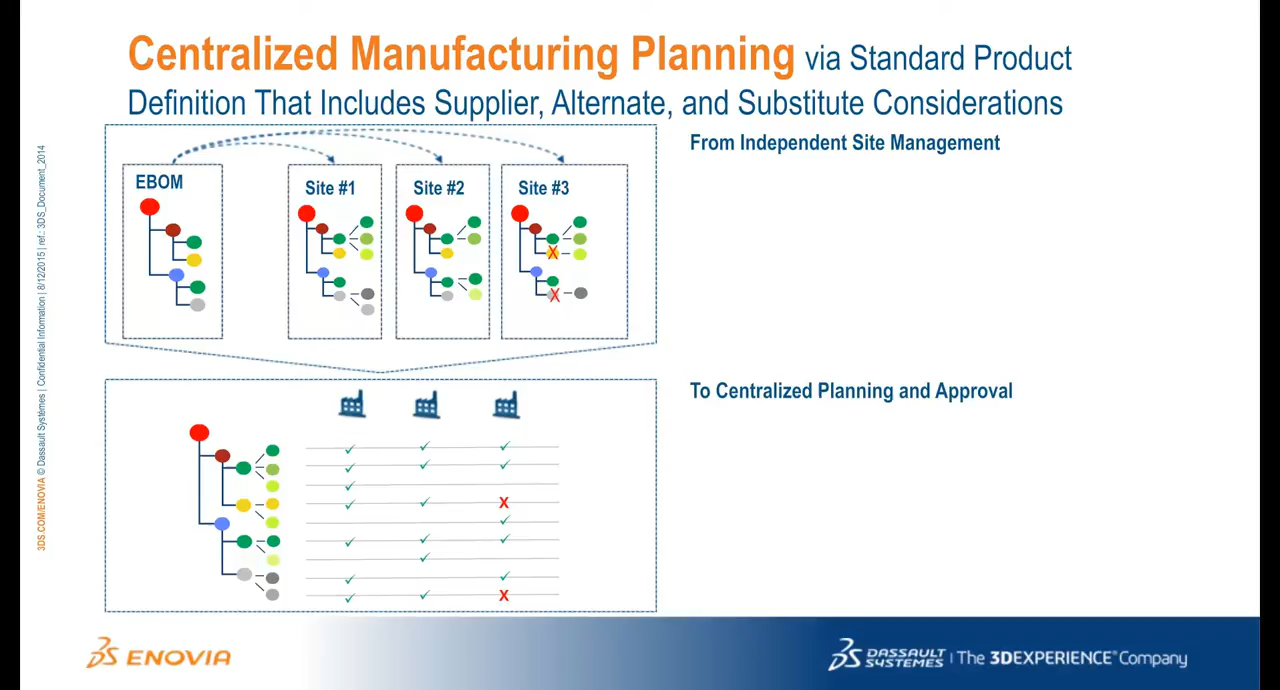 Centralized Manufacturing Planning via Standard Product
Definition That Includes Supplier, Alternate, and Substitute Considerations
From Independent Site Management
EBOM
Site #1
Site #2
Site #3
X
X
To Centralized Planning and Approval
X
X
3DS.COM/ENOVIA © Dassault Systèmes | Confidential Information | 8/12/2015 | ref.: 3DS_Document_2014
ENOVIA
DASSAULT SYSTEMES | The 3DEXPERIENCE® Company